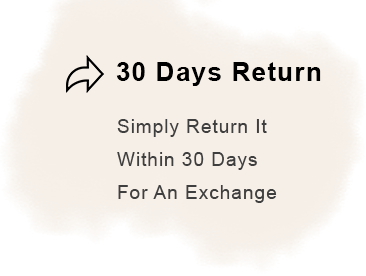 30 Days Return
Simply Return It
Within 30 Days
For An Exchange